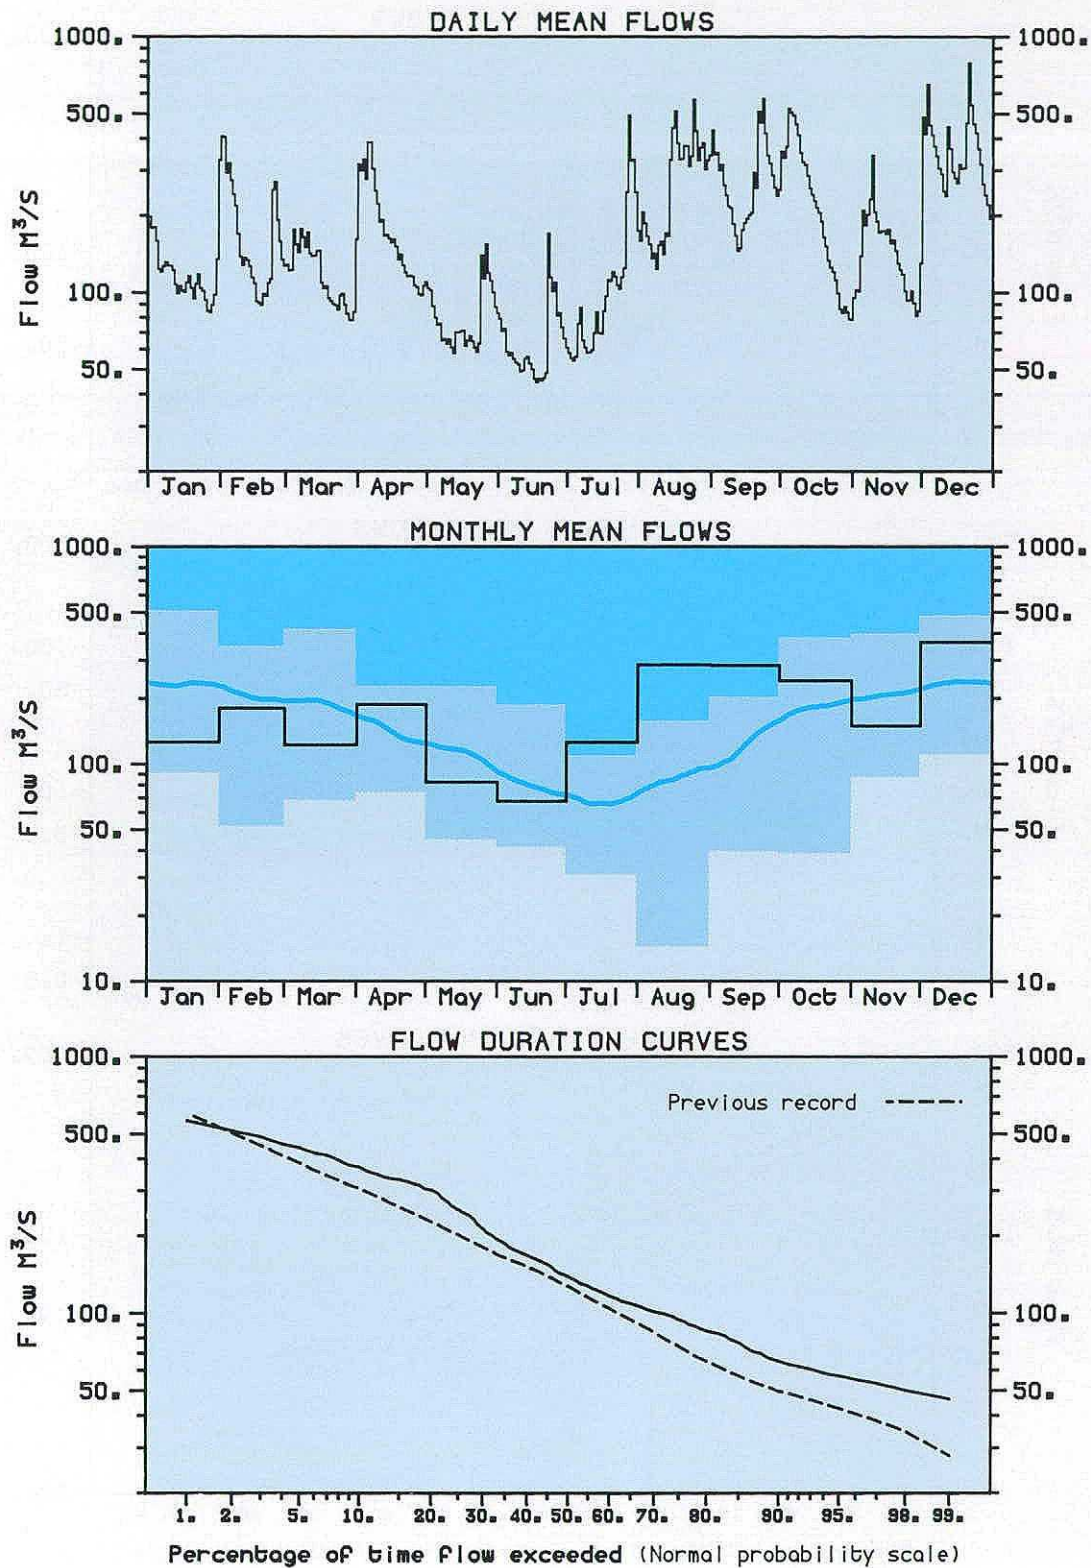 DAILY MEAN FLOWS
1000. 1000.
500. 500.
Flow M³/S
100. 100.
50. 50.
Jan Feb Mar Apr May Jun Jul Aug Sep Oct Nov Dec
MONTHLY MEAN FLOWS
1000. 1000.
500. 500.
Flow M³/S
100. 100.
50. 50.
10. 10.
Jan Feb Mar Apr May Jun Jul Aug Sep Oct Nov Dec
FLOW DURATION CURVES
1000. 1000.
Previous record
500. 500.
Flow M³/S
100. 100.
50. 50.
1. 2. 5. 10. 20. 30. 40. 50. 60. 70. 80. 90. 95. 98. 99.
Percentage of time flow exceeded (Normal probability scale)